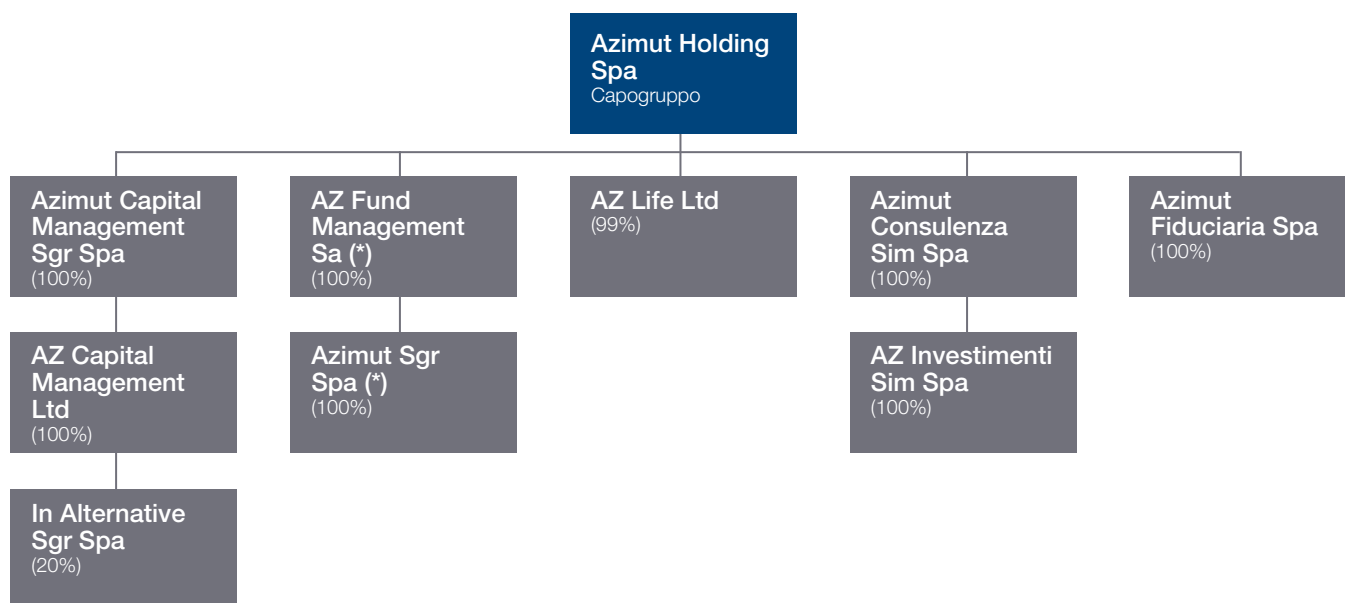 Azimut Holding
Spa
Capogruppo
Azimut Capital
Management
Sgr Spa
(100%)
AZ Fund
Management
Sa (*)
(100%)
AZ Life Ltd
(99%)
Azimut
Consulenza
Sim Spa
(100%)
Azimut
Fiduciaria Spa
(100%)
AZ Capital
Management
Ltd
(100%)
Azimut Sgr
Spa (*)
(100%)
AZ Investimenti
Sim Spa
(100%)
In Alternative
Sgr Spa
(20%)